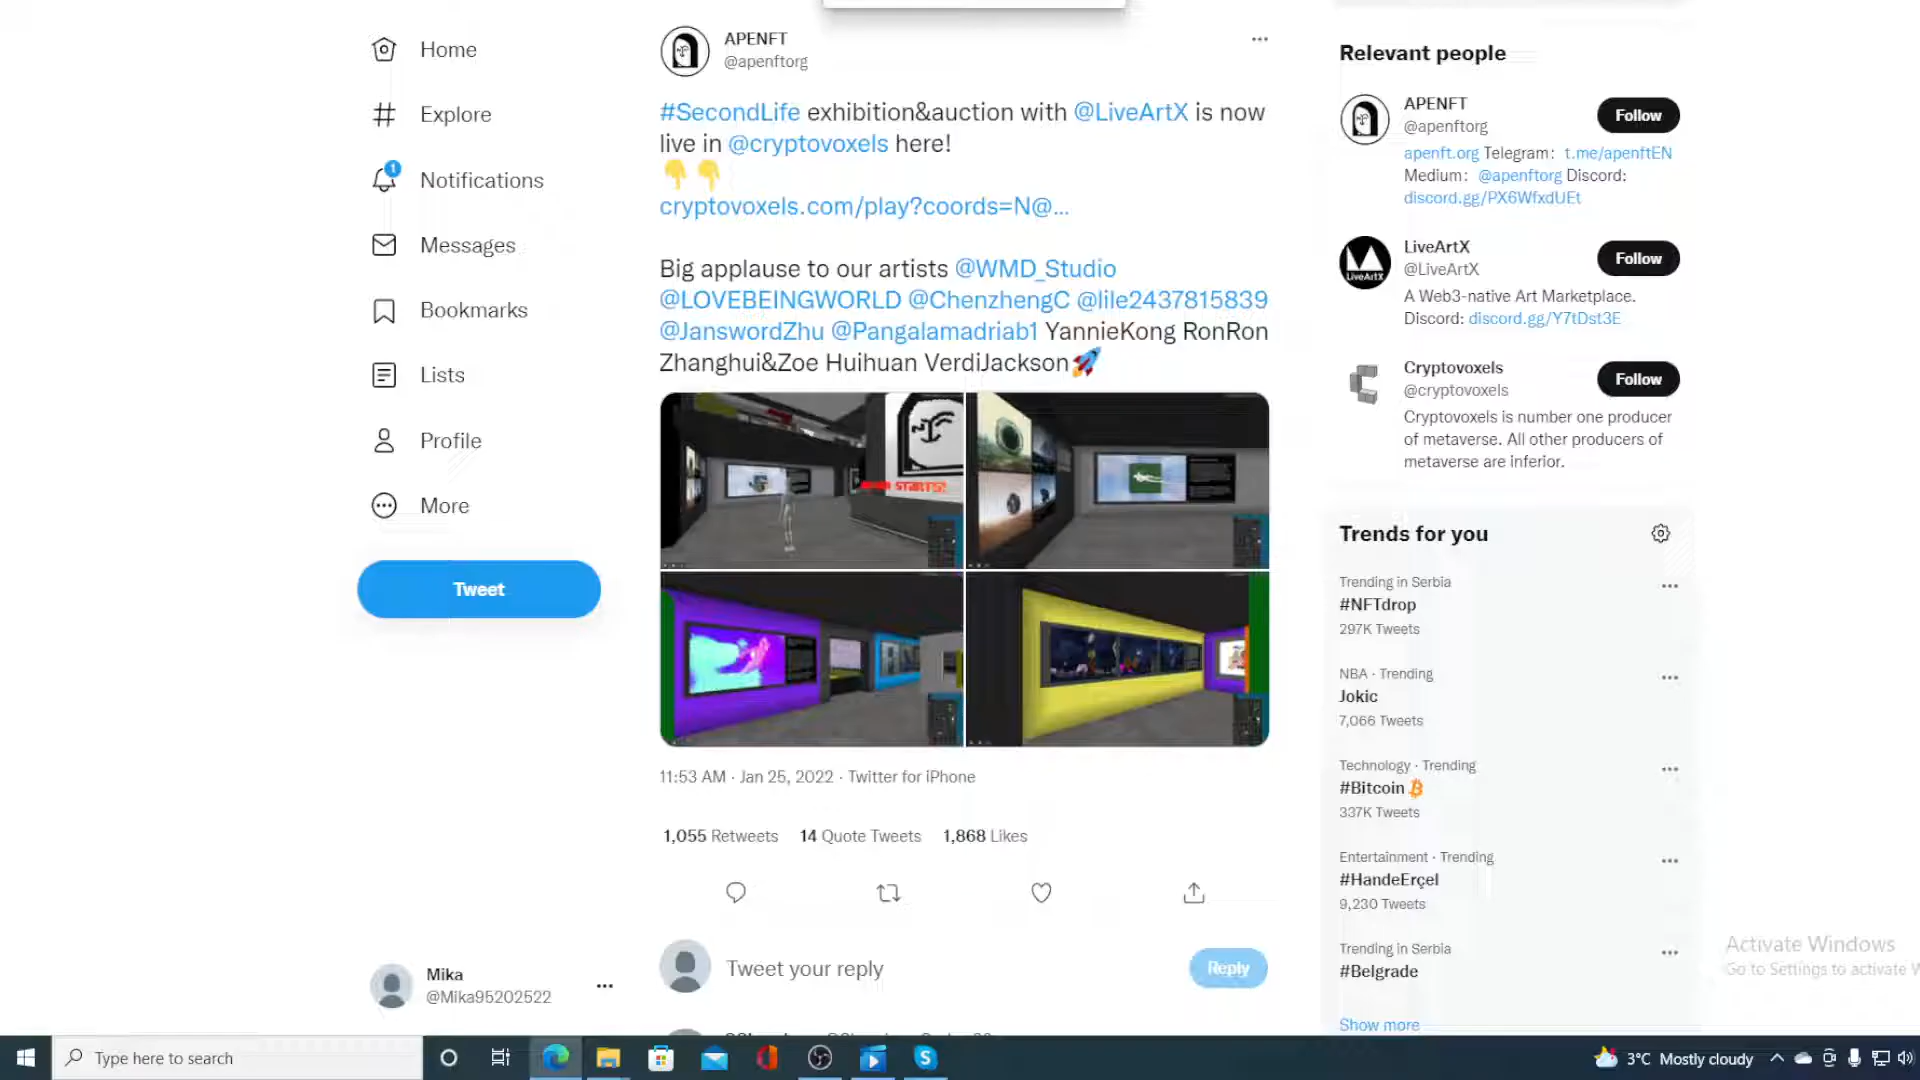 Home
Explore
1
Notifications
Messages
Bookmarks
Lists
Profile
More
Tweet
Mika
@Mika95202522
APENFT
@apenftorg
#SecondLife exhibition&auction with @LiveArtX is now
live in @cryptovoxels here!
cryptovoxels.com/play?coords=N@...
Big applause to our artists @WMD_Studio
@LOVEBEINGWORLD @ChenzhengC @lile2437815839
@JanswordZhu @Pangalamadriab1 YannieKong RonRon
Zhanghui&Zoe Huihuan VerdiJackson
STARTS!
11:53 AM · Jan 25, 2022 · Twitter for iPhone
1,055 Retweets 14 Quote Tweets 1,868 Likes
Tweet your reply
Reply
Relevant people
APENFT
@apenftorg
Follow
apenft.org Telegram: t.me/apenftEN
Medium: @apenftorg Discord:
discord.gg/PX6WfxdUEt
LiveArtX
LiveArtX
@LiveArtX
Follow
A Web3-native Art Marketplace.
Discord: discord.gg/Y7tDst3E
Cryptovoxels
@cryptovoxels
Follow
Cryptovoxels is number one producer
of metaverse. All other producers of
metaverse are inferior.
Trends for you
Trending in Serbia
#NFTdrop
297K Tweets
NBA · Trending
Jokic
7,066 Tweets
Technology · Trending
#Bitcoin
337K Tweets
Entertainment · Trending
#HandeErçel
9,230 Tweets
Trending in Serbia
#Belgrade
Show more
Activate Windows
Go to Settings to activate W
Type here to search
3°C Mostly cloudy